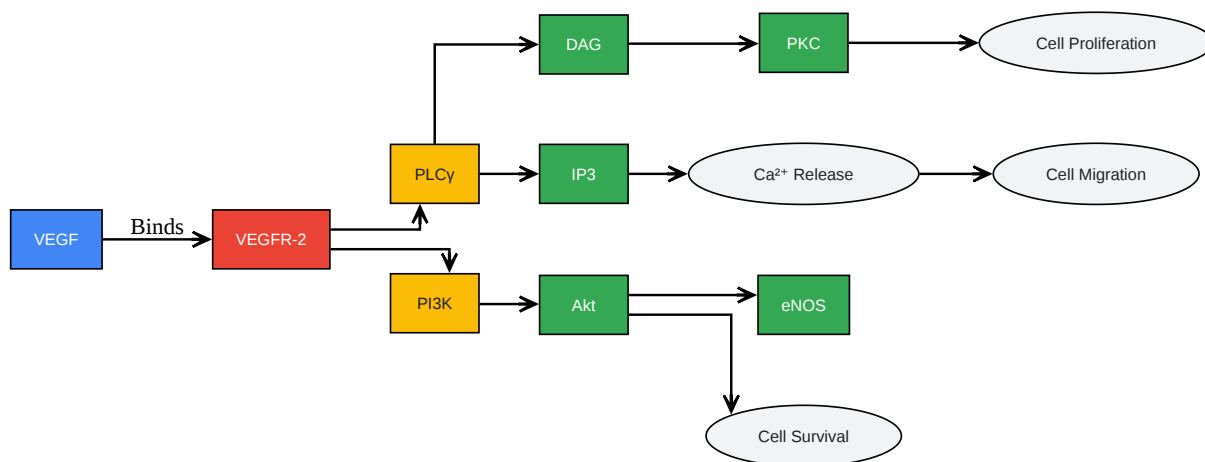 DAG
PKC
Cell Proliferation
PLCγ
IP3
Ca²⁺ Release
Cell Migration
VEGF
Binds
VEGFR-2
PI3K
Akt
eNOS
Cell Survival